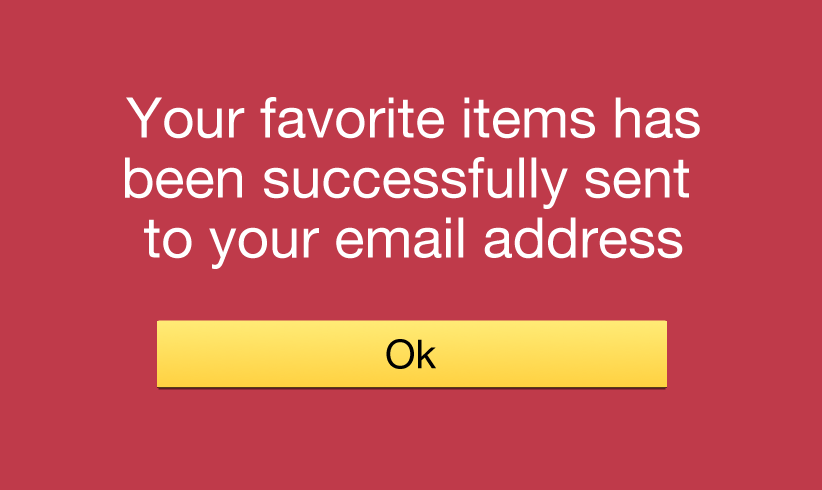 Your favorite items has
been successfully sent
to your email address
Ok